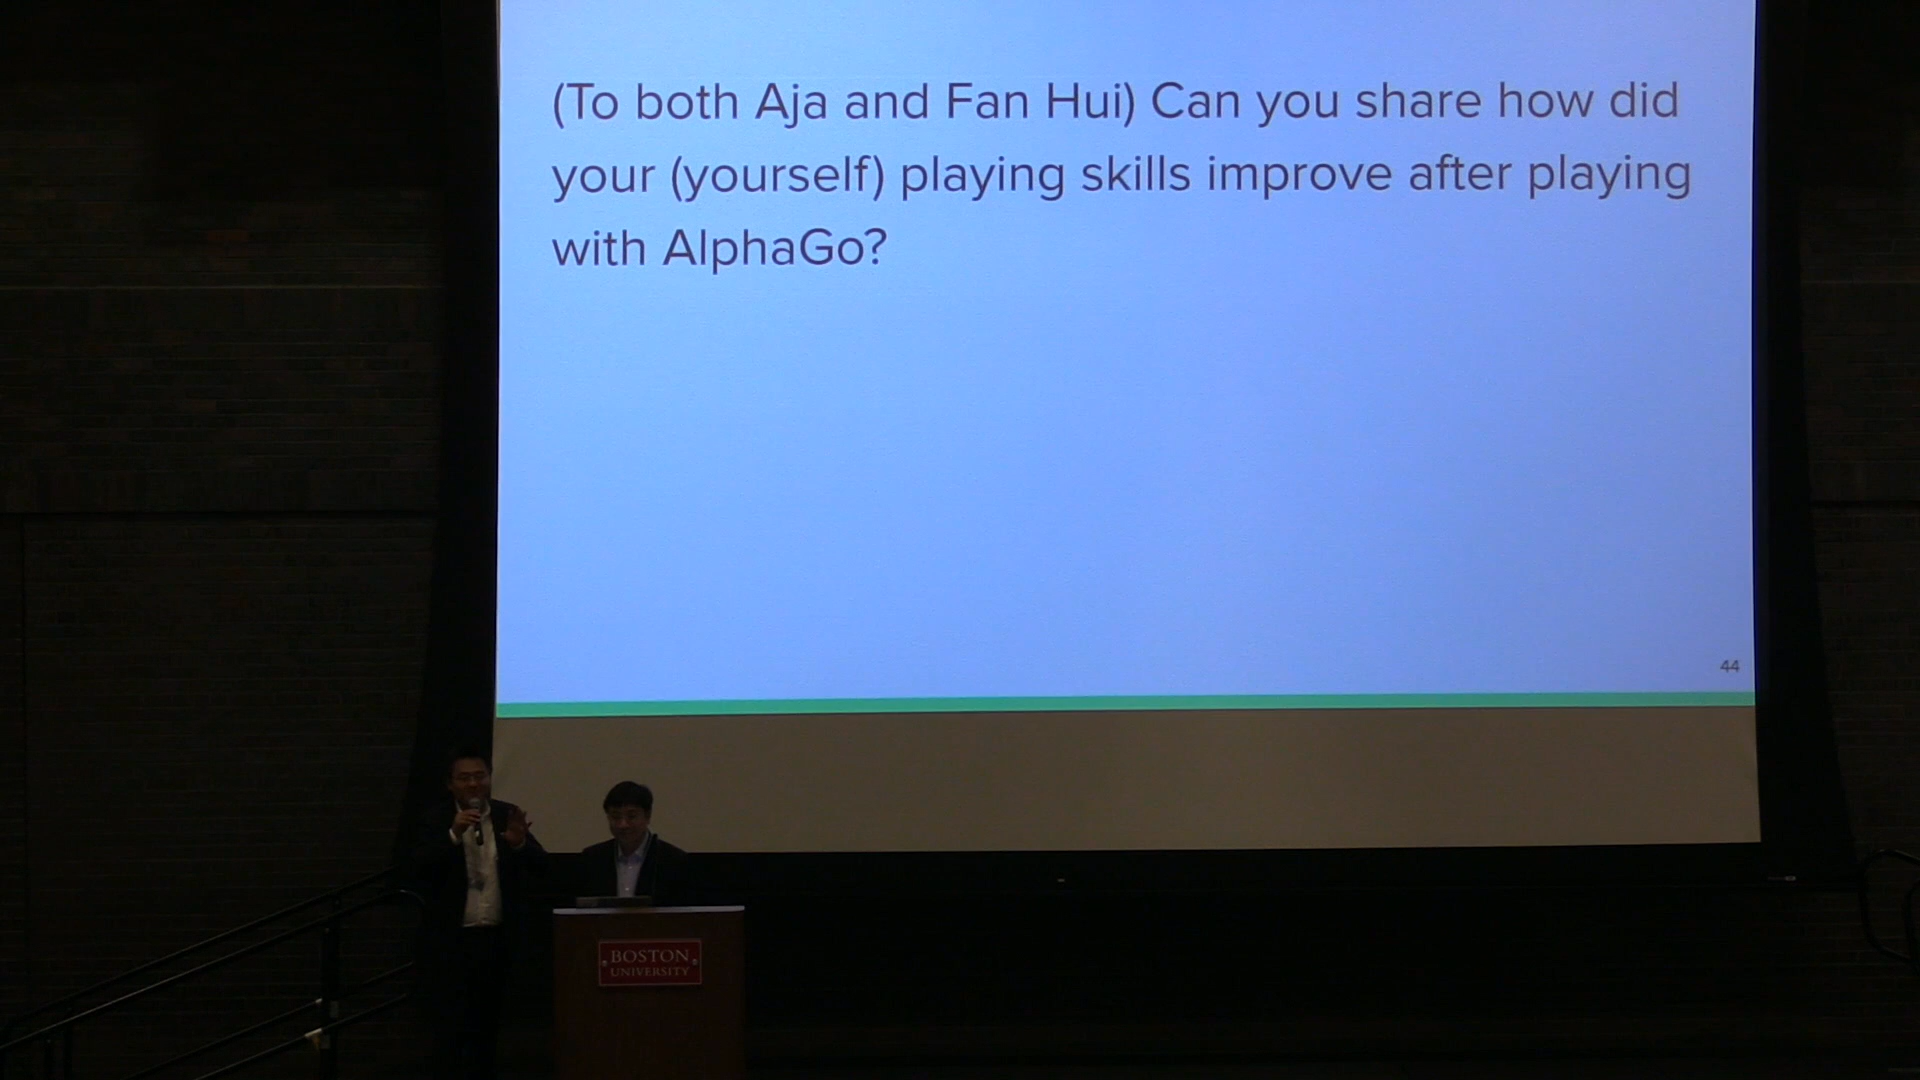 (To both Aja and Fan Hui) Can you share how did
your (yourself) playing skills improve after playing
with AlphaGo?
44
BOSTON
UNIVERSITY